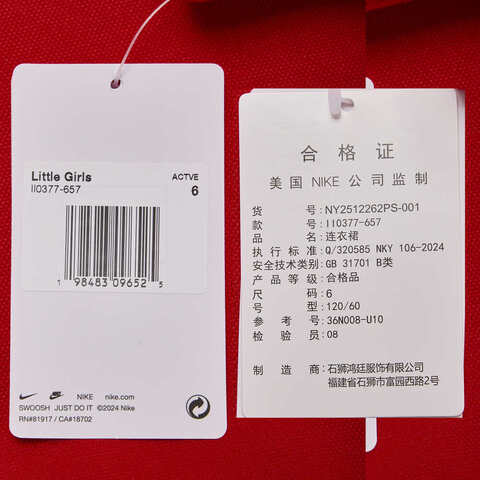 Little Girls
II0377-657
ACTVE
6
1 98483 09652 5
NIKE nike.com
SWOOSH JUST DO IT ©2024 Nike
RN#81917 / CA#18702
合格证
美国 NIKE 公司监制
货号:NY2512262PS-001
款号:II0377-657
品名:连衣裙
执行标准:Q/320585 NKY 106-2024
安全技术类别:GB 31701 B类
产品等级:合格品
尺码:6
号型:120/60
参考号:36N008-U10
检验员:08
制造商:石狮鸿廷服饰有限公司
福建省石狮市富园西路2号